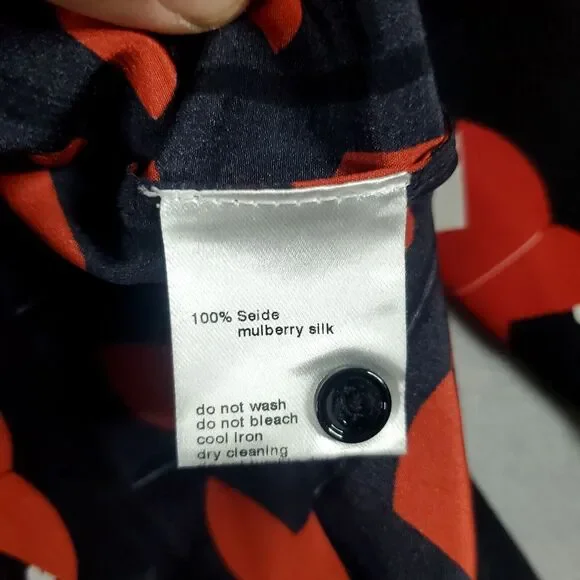 100% Seide
mulberry silk
do not wash
do not bleach
cool iron
dry cleaning